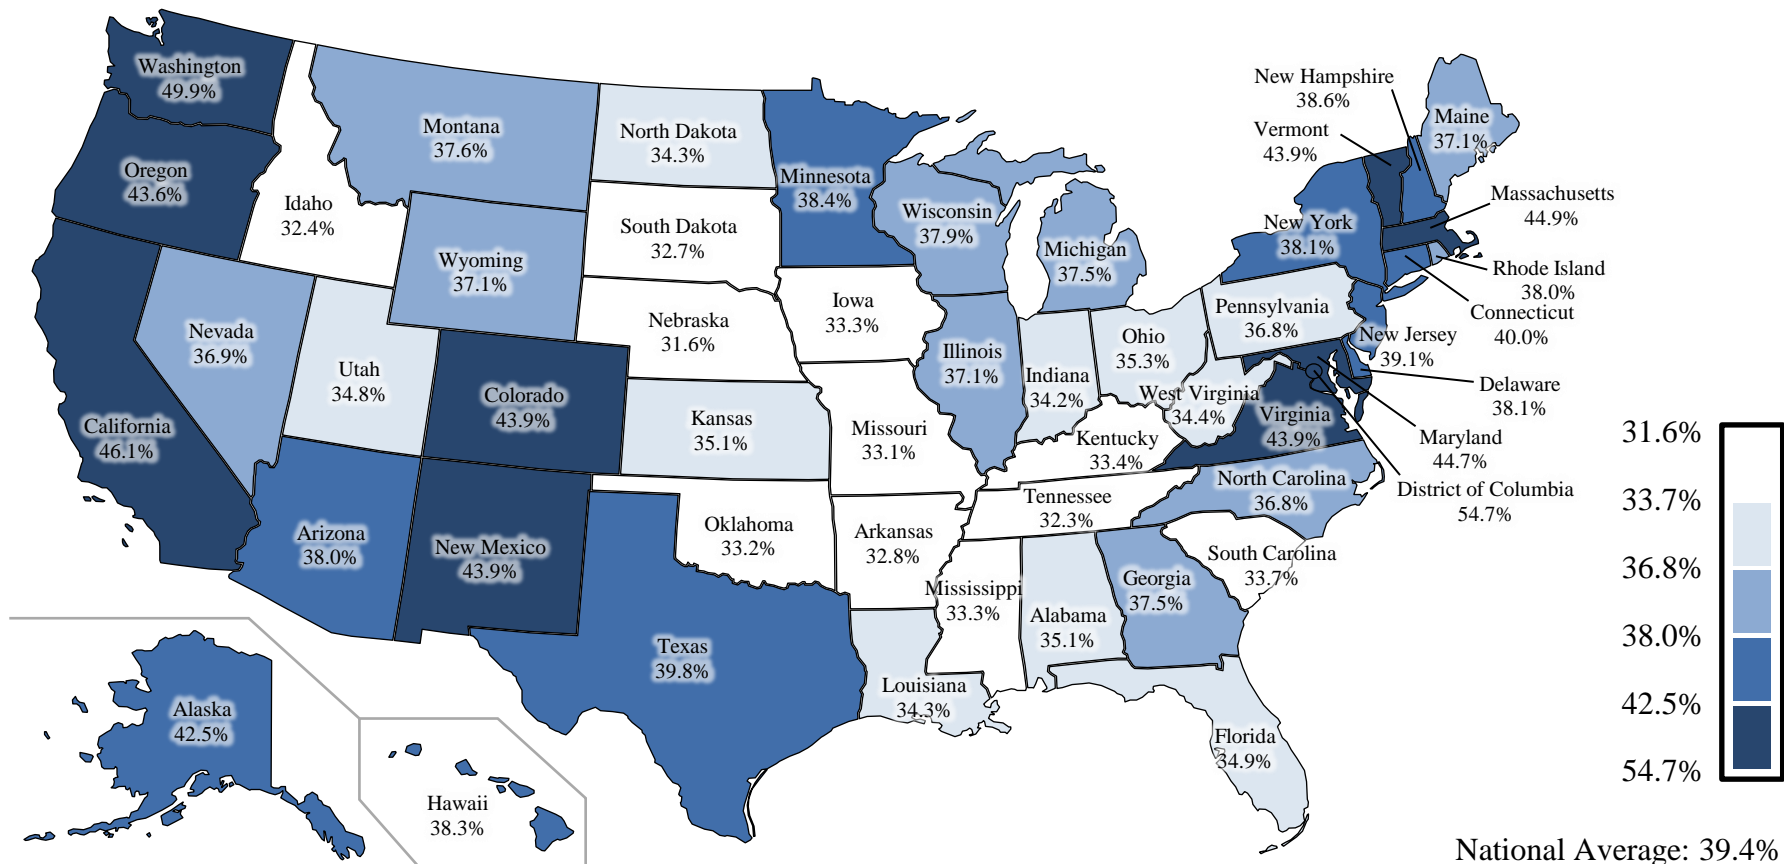 Washington
49.9%
Oregon
43.6%
California
46.1%
Idaho
32.4%
Nevada
36.9%
Montana
37.6%
Wyoming
37.1%
Utah
34.8%
Colorado
43.9%
Arizona
38.0%
New Mexico
43.9%
North Dakota
34.3%
South Dakota
32.7%
Nebraska
31.6%
Kansas
35.1%
Oklahoma
33.2%
Texas
39.8%
Minnesota
38.4%
Iowa
33.3%
Missouri
33.1%
Arkansas
32.8%
Louisiana
34.3%
Wisconsin
37.9%
Illinois
37.1%
Michigan
37.5%
Indiana
34.2%
Ohio
35.3%
Kentucky
33.4%
Tennessee
32.3%
Mississippi
33.3%
Alabama
35.1%
Georgia
37.5%
Florida
34.9%
South Carolina
33.7%
North Carolina
36.8%
Virginia
43.9%
West Virginia
34.4%
Pennsylvania
36.8%
New York
38.1%
New Hampshire
38.6%
Vermont
43.9%
Maine
37.1%
Massachusetts
44.9%
Rhode Island
38.0%
Connecticut
40.0%
New Jersey
39.1%
Delaware
38.1%
Maryland
44.7%
District of Columbia
54.7%
Alaska
42.5%
Hawaii
38.3%
31.6%
33.7%
36.8%
38.0%
42.5%
54.7%
National Average: 39.4%